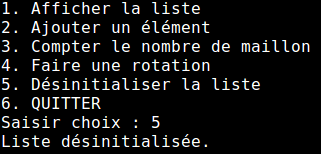 1. Afficher la liste
2. Ajouter un élément
3. Compter le nombre de maillon
4. Faire une rotation
5. Désinitialiser la liste
6. QUITTER
Saisir choix : 5
Liste désinitialisée.